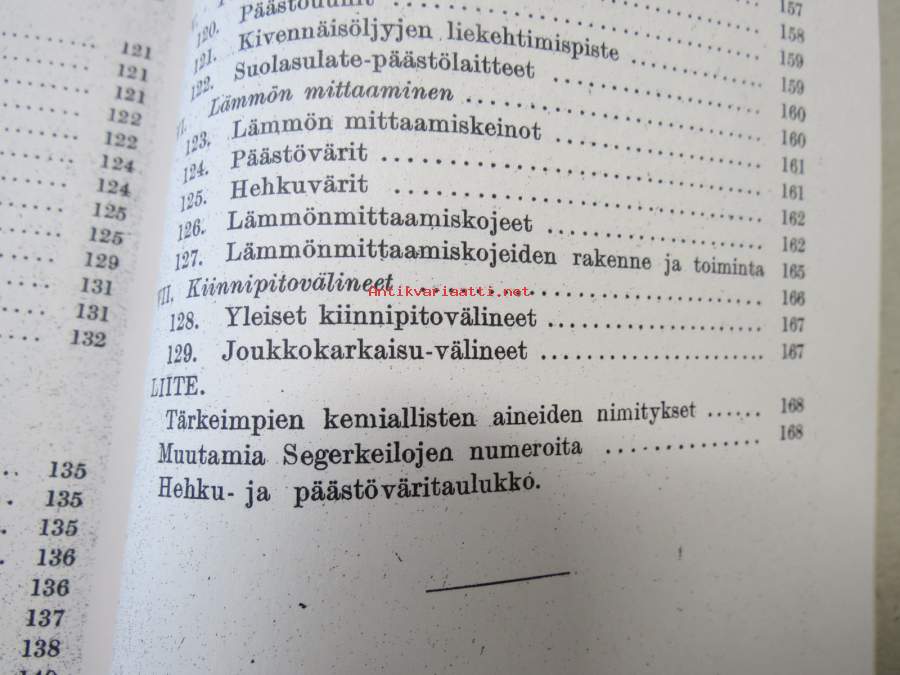 121
121
121
122
122
124
124
125
125
129
131
131
132
135
135
135
136
136
137
138
157
120. Päästöuunit 158
121. Kivennäisöljyjen liekehtimispiste 159
122. Suolasulate-päästölaitteet 159
VI. Lämmön mittaaminen 160
123. Lämmön mittaamiskeinot 160
124. Päästövärit 161
125. Hehkuvärit 161
126. Lämmönmittaamiskojeet 162
127. Lämmönmittaamiskojeiden rakenne ja toiminta 162
165
VII. Kiinnipitovälineet 166
Antikvariaatti.net
128. Yleiset kiinnipitovälineet 167
129. Joukkokarkaisu-välineet 167
LIITE.
Tärkeimpien kemiallisten aineiden nimitykset 168
Muutamia Segerkeilojen numeroita 168
Hehku- ja päästöväritaulukko.